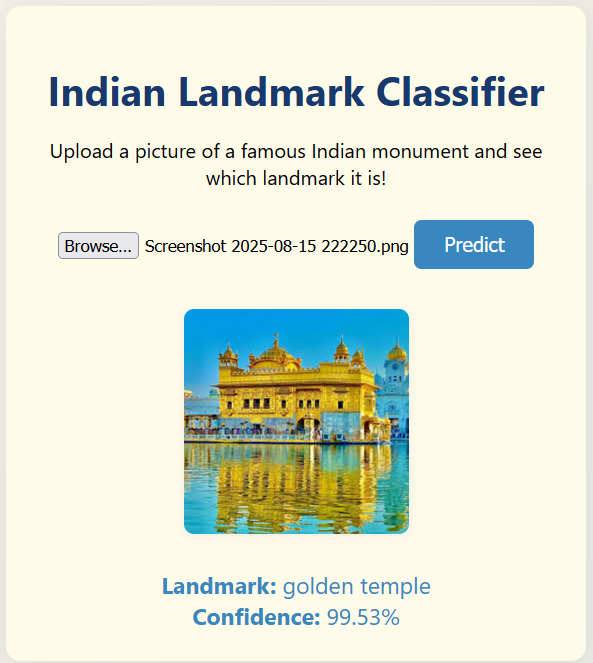 Indian Landmark Classifier
Upload a picture of a famous Indian monument and see
which landmark it is!
Browse... Screenshot 2025-08-15 222250.png Predict
Landmark: golden temple
Confidence: 99.53%